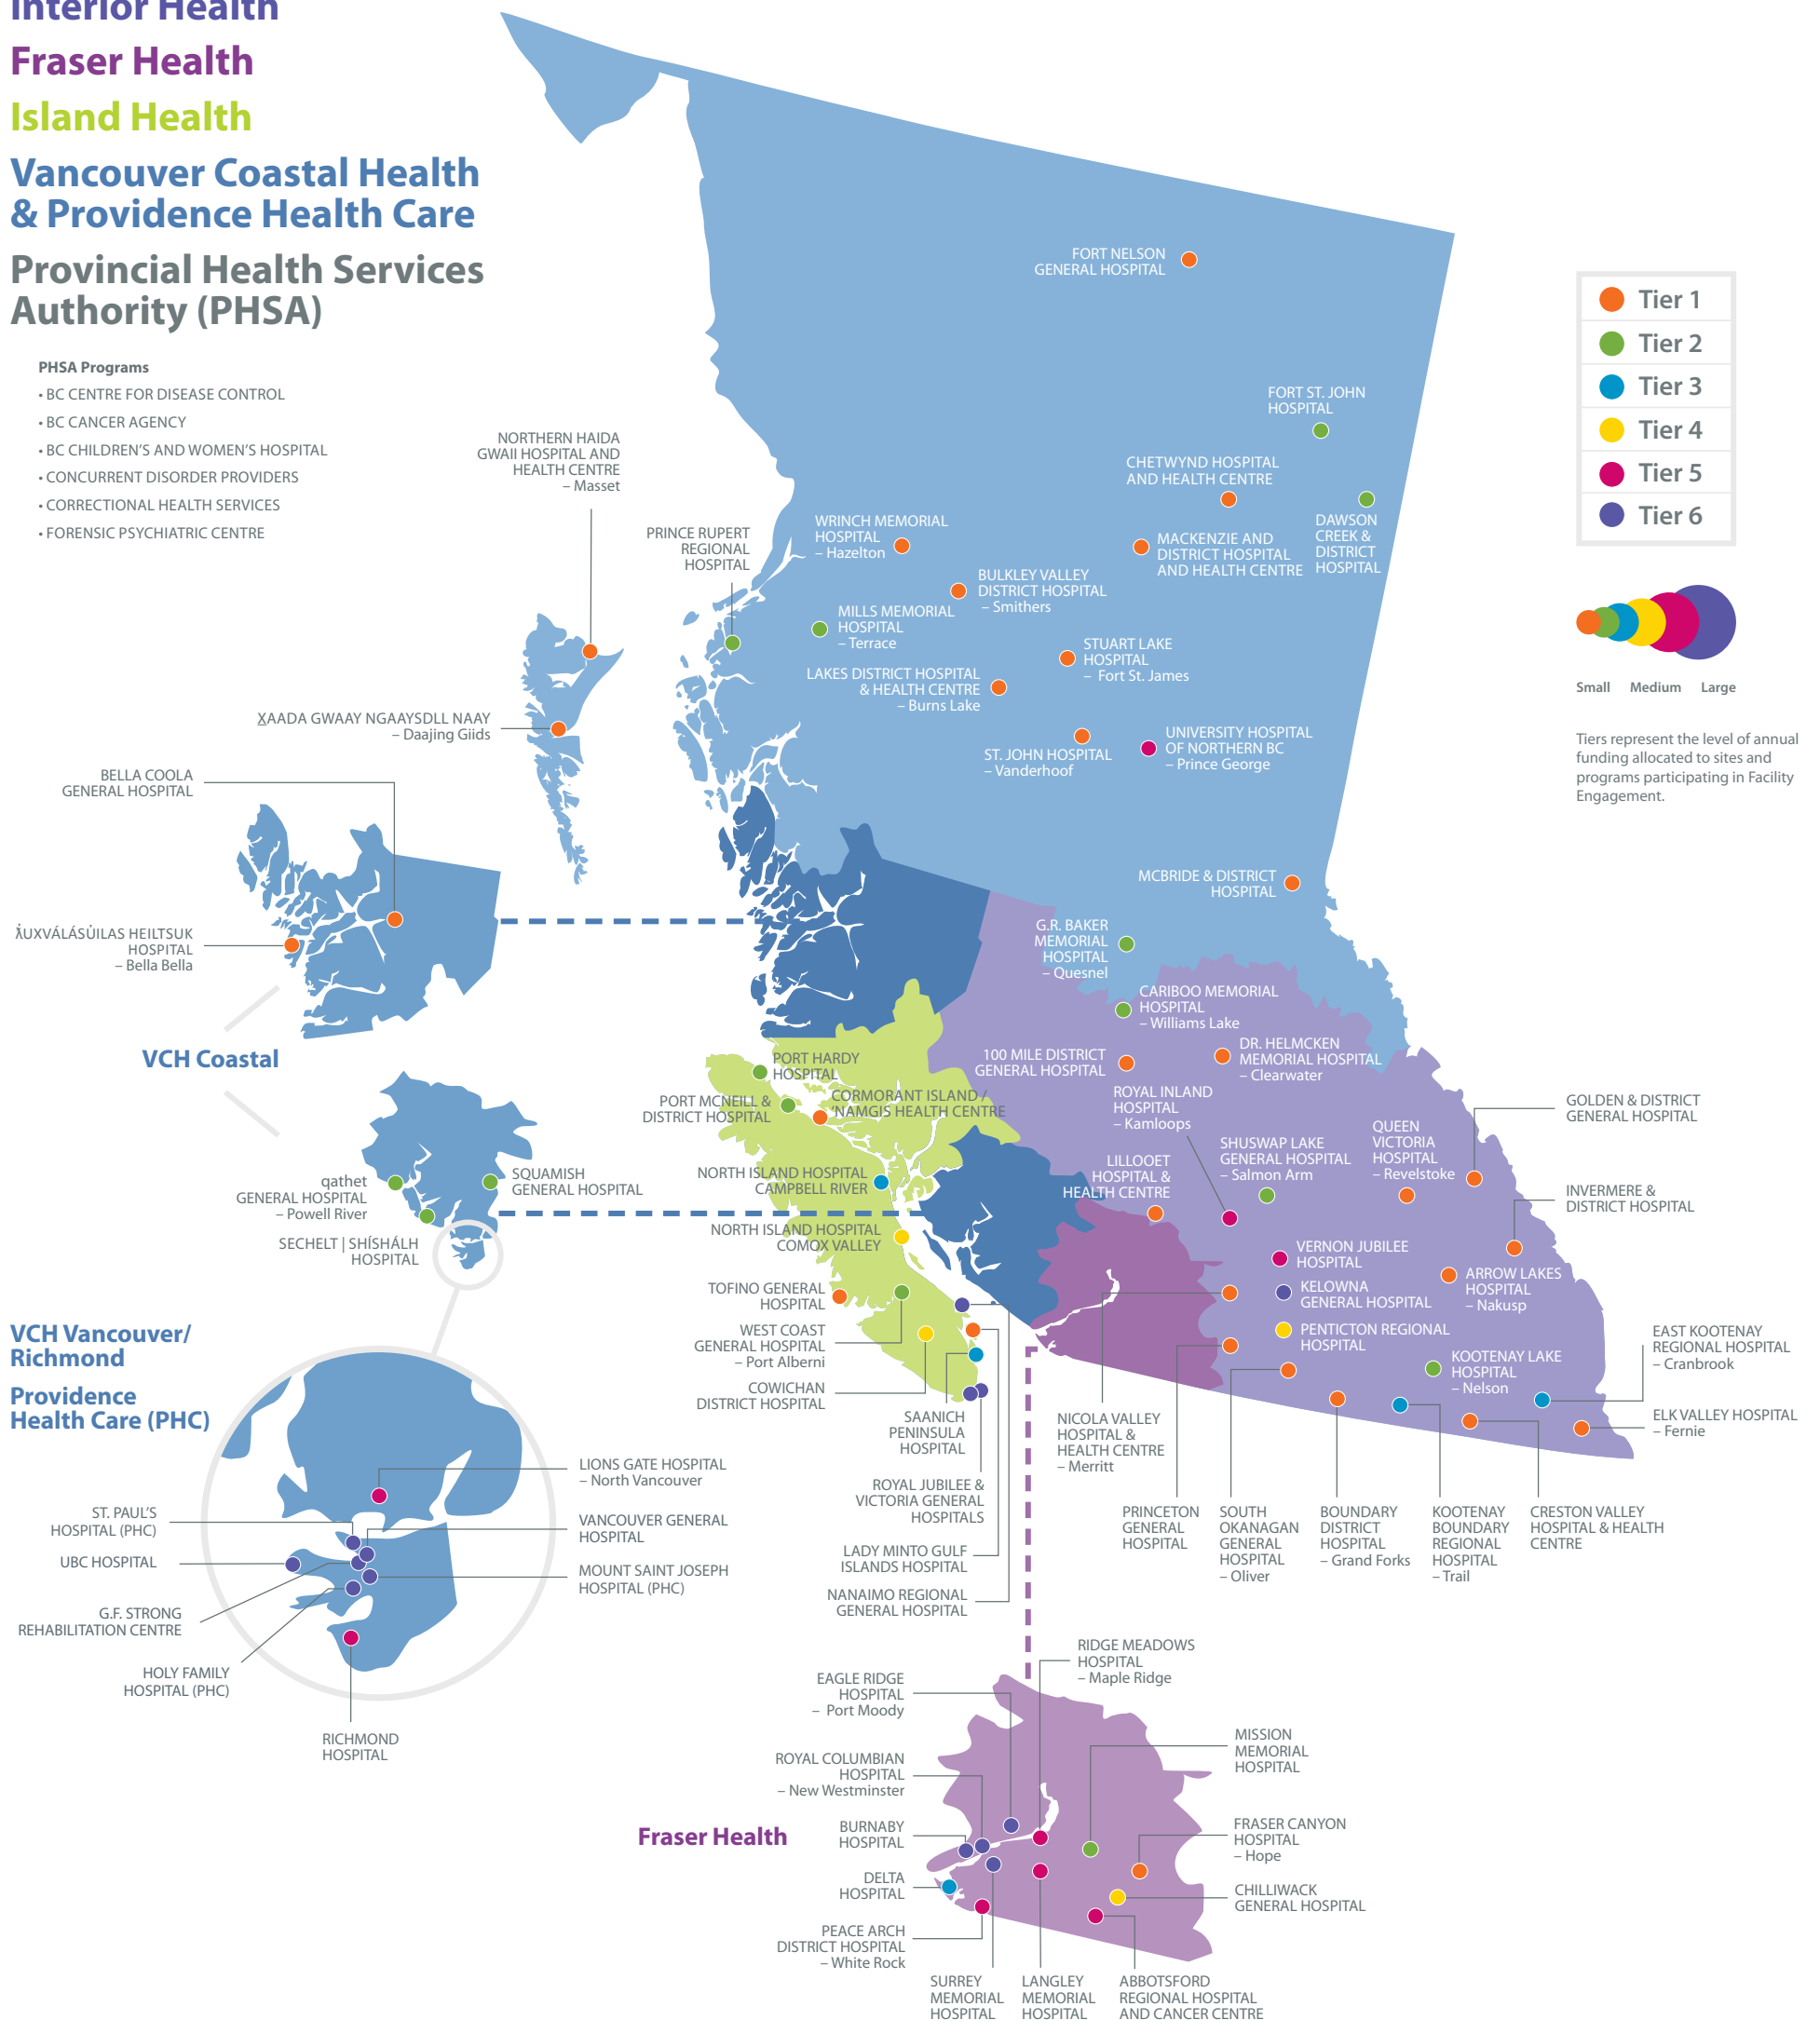 Interior Health
Fraser Health
Island Health
Vancouver Coastal Health
& Providence Health Care
Provincial Health Services
Authority (PHSA)
PHSA Programs
• BC CENTRE FOR DISEASE CONTROL
• BC CANCER AGENCY
• BC CHILDREN'S AND WOMEN'S HOSPITAL
• CONCURRENT DISORDER PROVIDERS
• CORRECTIONAL HEALTH SERVICES
• FORENSIC PSYCHIATRIC CENTRE
Tier 1
Tier 2
Tier 3
Tier 4
Tier 5
Tier 6
Small Medium Large
Tiers represent the level of annual
funding allocated to sites and
programs participating in Facility
Engagement.
FORT NELSON
GENERAL HOSPITAL
FORT ST. JOHN
HOSPITAL
CHETWYND HOSPITAL
AND HEALTH CENTRE
DAWSON
CREEK &
DISTRICT
HOSPITAL
MACKENZIE AND
DISTRICT HOSPITAL
AND HEALTH CENTRE
NORTHERN HAIDA
GWAII HOSPITAL AND
HEALTH CENTRE
– Masset
PRINCE RUPERT
REGIONAL
HOSPITAL
WRINCH MEMORIAL
HOSPITAL
– Hazelton
BULKLEY VALLEY
DISTRICT HOSPITAL
– Smithers
MILLS MEMORIAL
HOSPITAL
– Terrace
STUART LAKE
HOSPITAL
– Fort St. James
LAKES DISTRICT HOSPITAL
& HEALTH CENTRE
– Burns Lake
X̱AADA GWAAY NGAAYSDLL NAAY
– Daajing Giids
ST. JOHN HOSPITAL
– Vanderhoof
UNIVERSITY HOSPITAL
OF NORTHERN BC
– Prince George
BELLA COOLA
GENERAL HOSPITAL
ƛ̓UXVÁLÁSU̓ILAS HEILTSUK
HOSPITAL
– Bella Bella
MCBRIDE & DISTRICT
HOSPITAL
G.R. BAKER
MEMORIAL
HOSPITAL
– Quesnel
CARIBOO MEMORIAL
HOSPITAL
– Williams Lake
VCH Coastal
100 MILE DISTRICT
GENERAL HOSPITAL
DR. HELMCKEN
MEMORIAL HOSPITAL
– Clearwater
PORT HARDY
HOSPITAL
PORT MCNEILL &
DISTRICT HOSPITAL
CORMORANT ISLAND /
'NAMGIS HEALTH CENTRE
ROYAL INLAND
HOSPITAL
– Kamloops
GOLDEN & DISTRICT
GENERAL HOSPITAL
QUEEN
VICTORIA
HOSPITAL
– Revelstoke
SHUSWAP LAKE
GENERAL HOSPITAL
– Salmon Arm
LILLOOET
HOSPITAL &
HEALTH CENTRE
INVERMERE &
DISTRICT HOSPITAL
qathet
GENERAL HOSPITAL
– Powell River
SQUAMISH
GENERAL HOSPITAL
SECHELT | SHÍSHÁLH
HOSPITAL
NORTH ISLAND HOSPITAL
CAMPBELL RIVER
NORTH ISLAND HOSPITAL
COMOX VALLEY
VERNON JUBILEE
HOSPITAL
KELOWNA
GENERAL HOSPITAL
ARROW LAKES
HOSPITAL
– Nakusp
PENTICTON REGIONAL
HOSPITAL
KOOTENAY LAKE
HOSPITAL
– Nelson
EAST KOOTENAY
REGIONAL HOSPITAL
– Cranbrook
ELK VALLEY HOSPITAL
– Fernie
TOFINO GENERAL
HOSPITAL
WEST COAST
GENERAL HOSPITAL
– Port Alberni
COWICHAN
DISTRICT HOSPITAL
SAANICH
PENINSULA
HOSPITAL
ROYAL JUBILEE &
VICTORIA GENERAL
HOSPITALS
LADY MINTO GULF
ISLANDS HOSPITAL
NANAIMO REGIONAL
GENERAL HOSPITAL
NICOLA VALLEY
HOSPITAL &
HEALTH CENTRE
– Merritt
PRINCETON
GENERAL
HOSPITAL
SOUTH
OKANAGAN
GENERAL
HOSPITAL
– Oliver
BOUNDARY
DISTRICT
HOSPITAL
– Grand Forks
KOOTENAY
BOUNDARY
REGIONAL
HOSPITAL
– Trail
CRESTON VALLEY
HOSPITAL & HEALTH
CENTRE
VCH Vancouver/
Richmond
Providence
Health Care (PHC)
LIONS GATE HOSPITAL
– North Vancouver
ST. PAUL'S
HOSPITAL (PHC)
VANCOUVER GENERAL
HOSPITAL
UBC HOSPITAL
MOUNT SAINT JOSEPH
HOSPITAL (PHC)
G.F. STRONG
REHABILITATION CENTRE
HOLY FAMILY
HOSPITAL (PHC)
RICHMOND
HOSPITAL
Fraser Health
RIDGE MEADOWS
HOSPITAL
– Maple Ridge
EAGLE RIDGE
HOSPITAL
– Port Moody
MISSION
MEMORIAL
HOSPITAL
ROYAL COLUMBIAN
HOSPITAL
– New Westminster
BURNABY
HOSPITAL
FRASER CANYON
HOSPITAL
– Hope
DELTA
HOSPITAL
CHILLIWACK
GENERAL HOSPITAL
PEACE ARCH
DISTRICT HOSPITAL
– White Rock
SURREY
MEMORIAL
HOSPITAL
LANGLEY
MEMORIAL
HOSPITAL
ABBOTSFORD
REGIONAL HOSPITAL
AND CANCER CENTRE